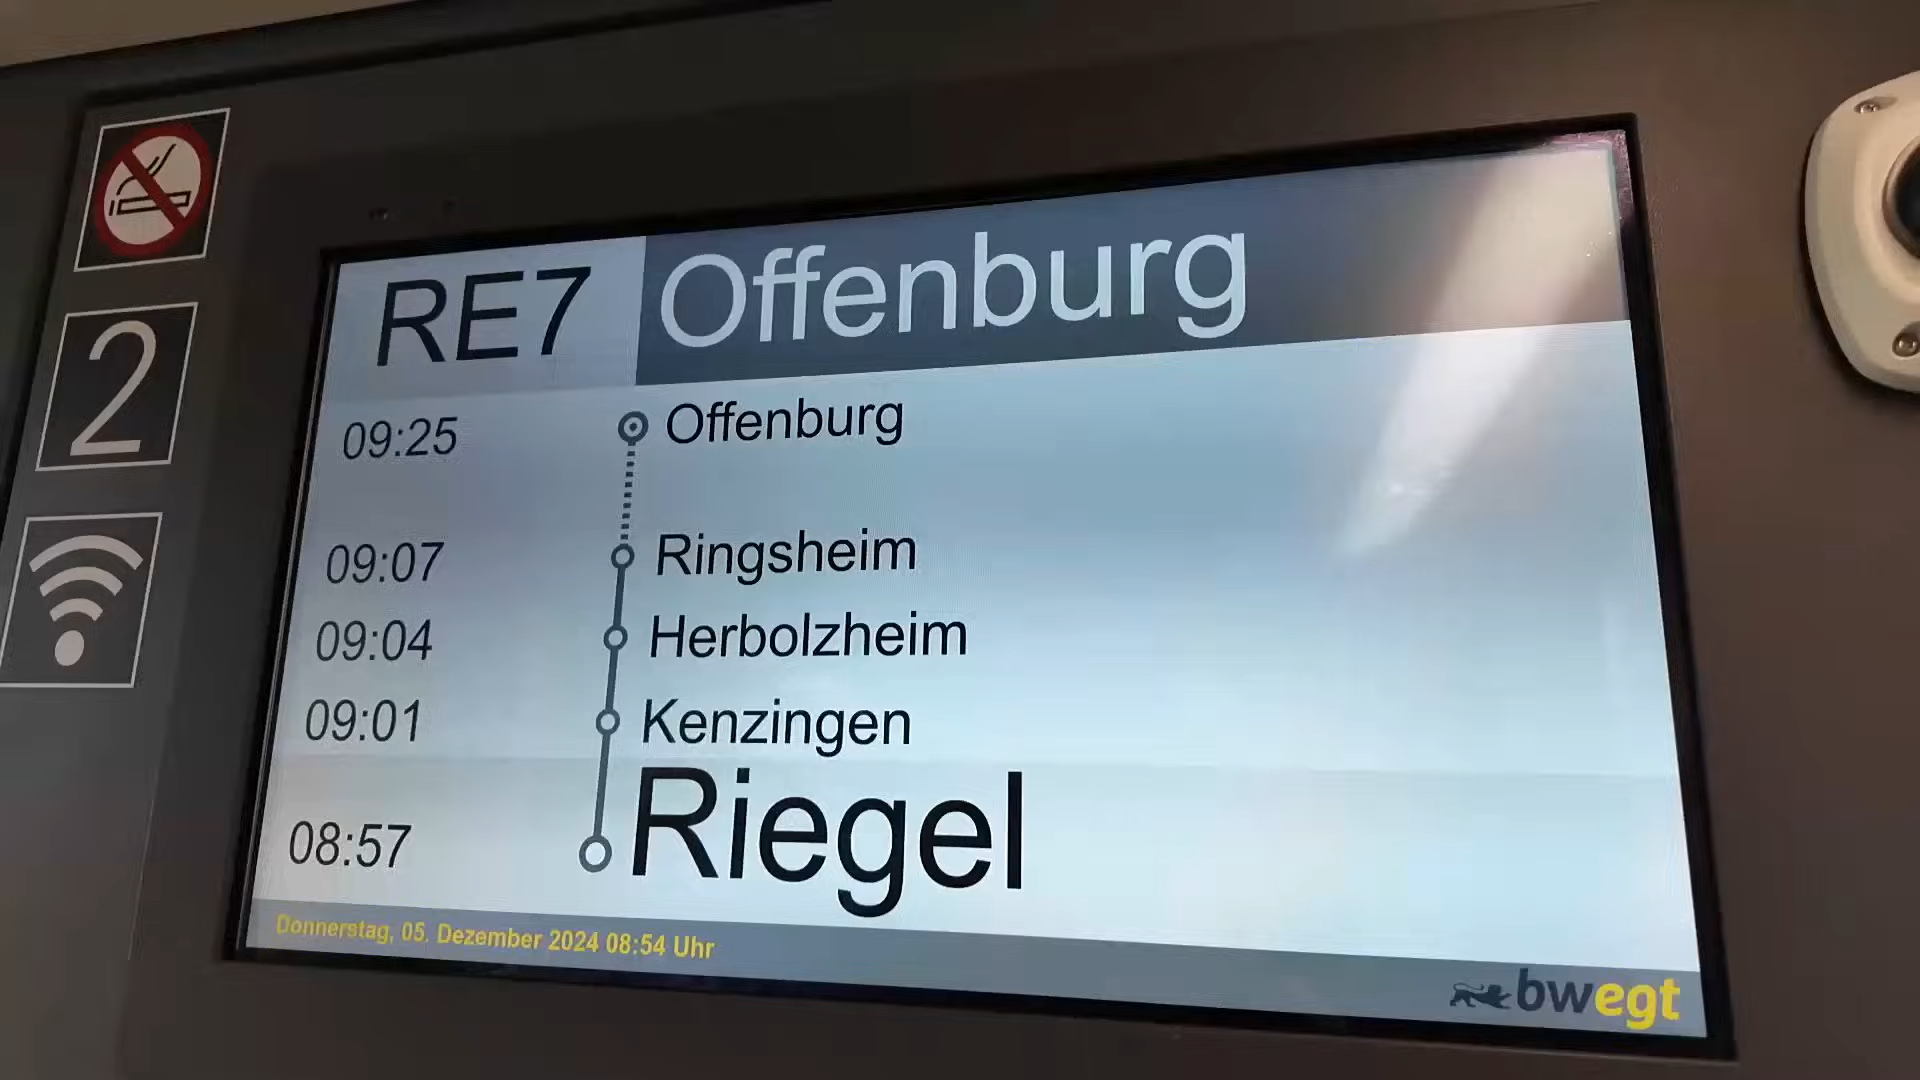 2
RE7 Offenburg
09:25 Offenburg
09:07 Ringsheim
09:04 Herbolzheim
09:01 Kenzingen
08:57 Riegel
Donnerstag, 05. Dezember 2024 08:54 Uhr
bwegt